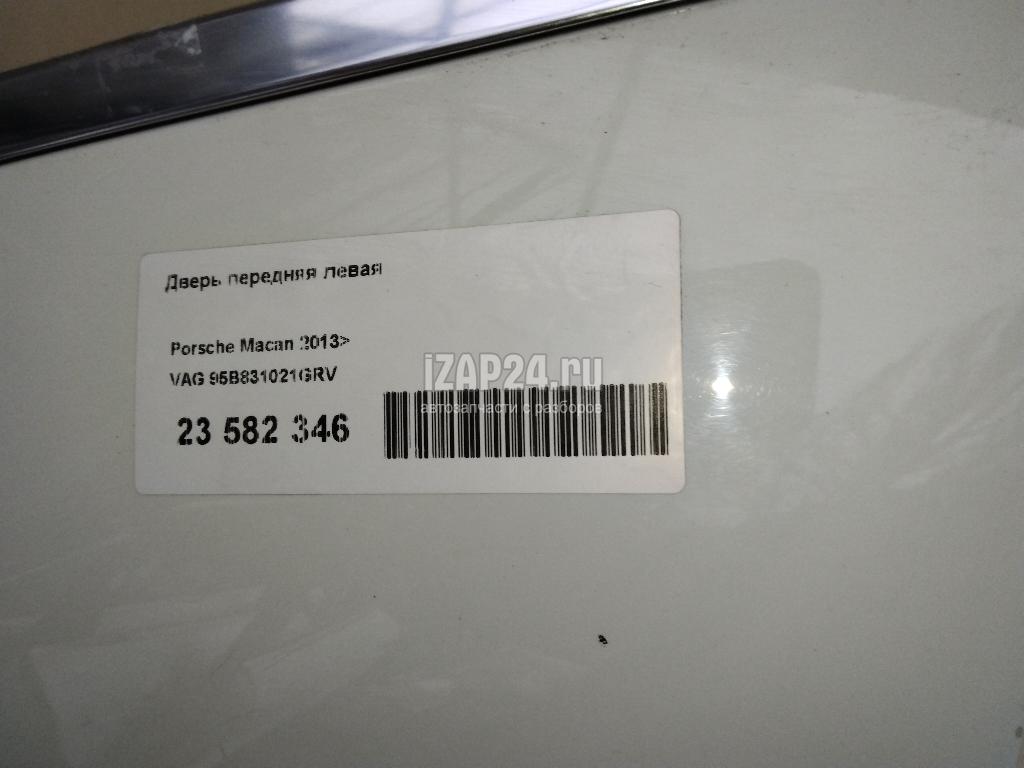 Дверь передняя левая
Porsche Macan 2013>
VAG 95B831021GRV
23 582 346
iZAP24.ru
автозапчасти с разборов